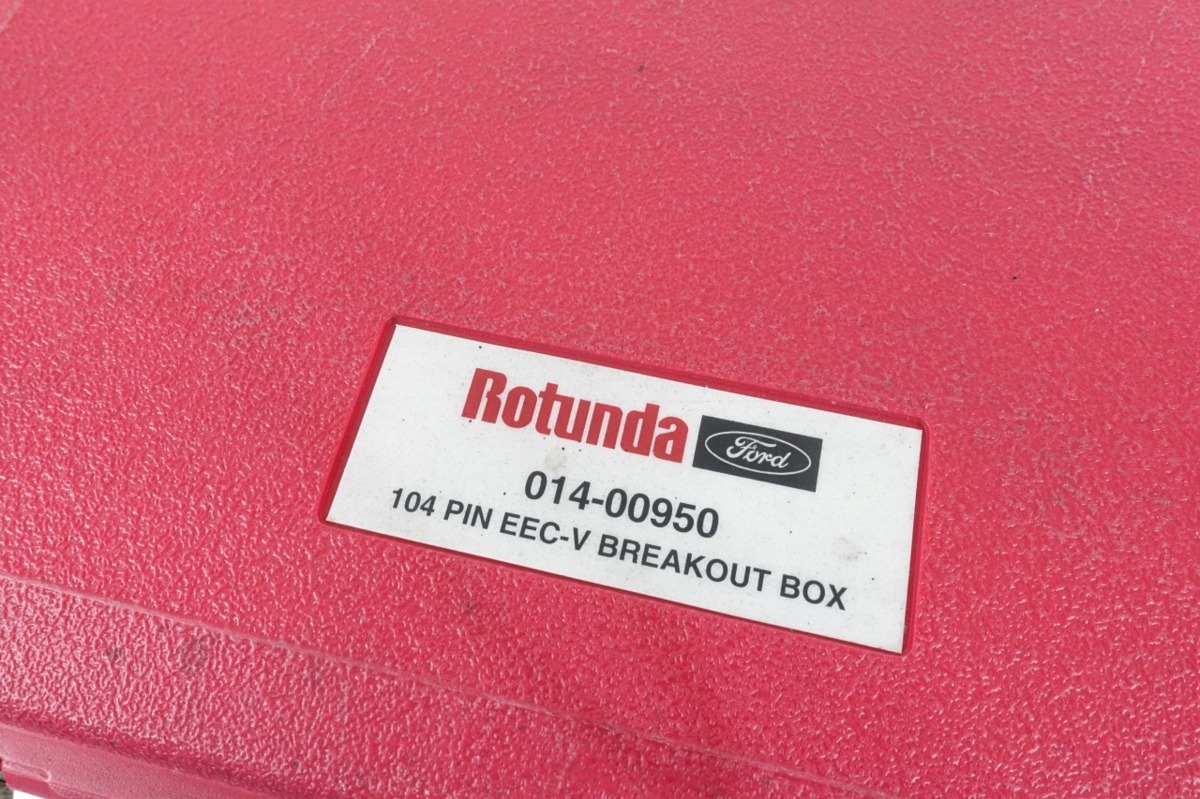 Rotunda Ford
014-00950
104 PIN EEC-V BREAKOUT BOX